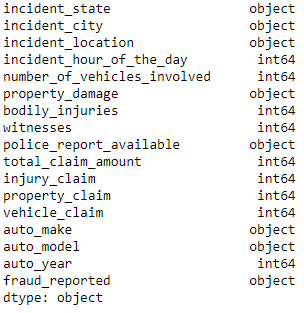 incident_state object
incident_city object
incident_location object
incident_hour_of_the_day int64
number_of_vehicles_involved int64
property_damage object
bodily_injuries int64
witnesses int64
police_report_available object
total_claim_amount int64
injury_claim int64
property_claim int64
vehicle_claim int64
auto_make object
auto_model object
auto_year int64
fraud_reported object
dtype: object